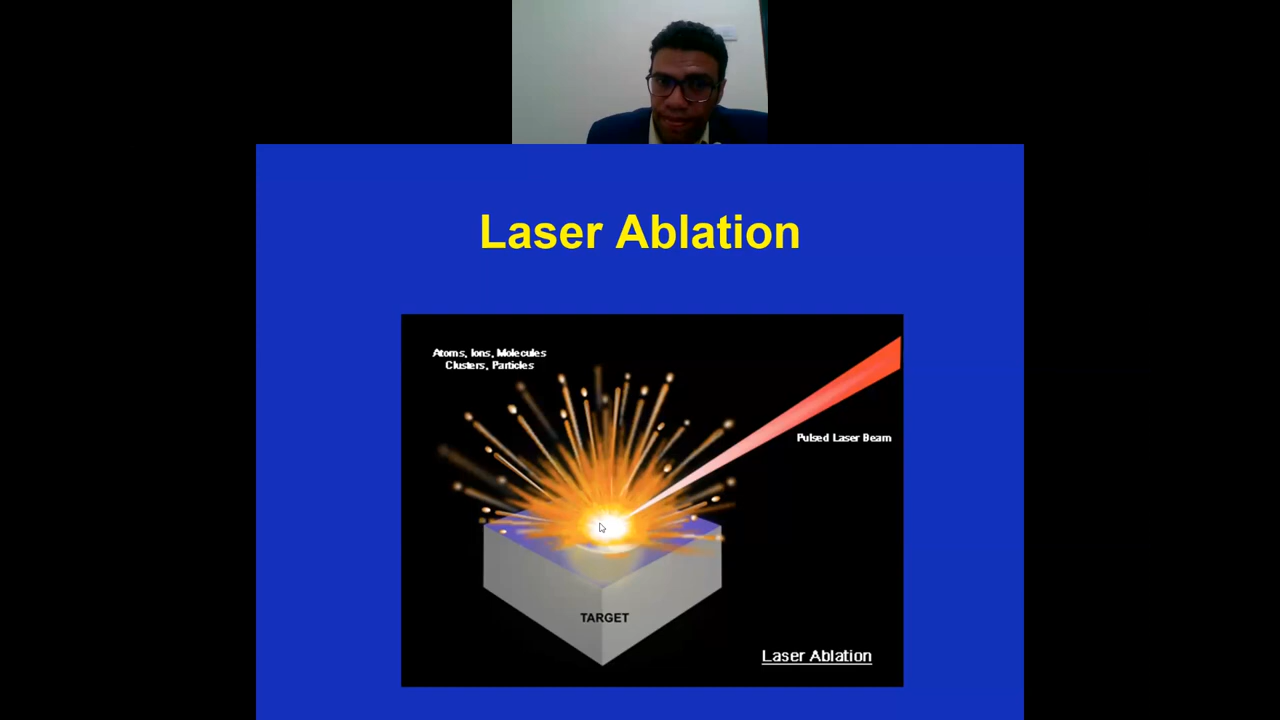 Laser Ablation
Atoms, Ions, Molecules
Clusters, Particles
Pulsed Laser Beam
TARGET
Laser Ablation